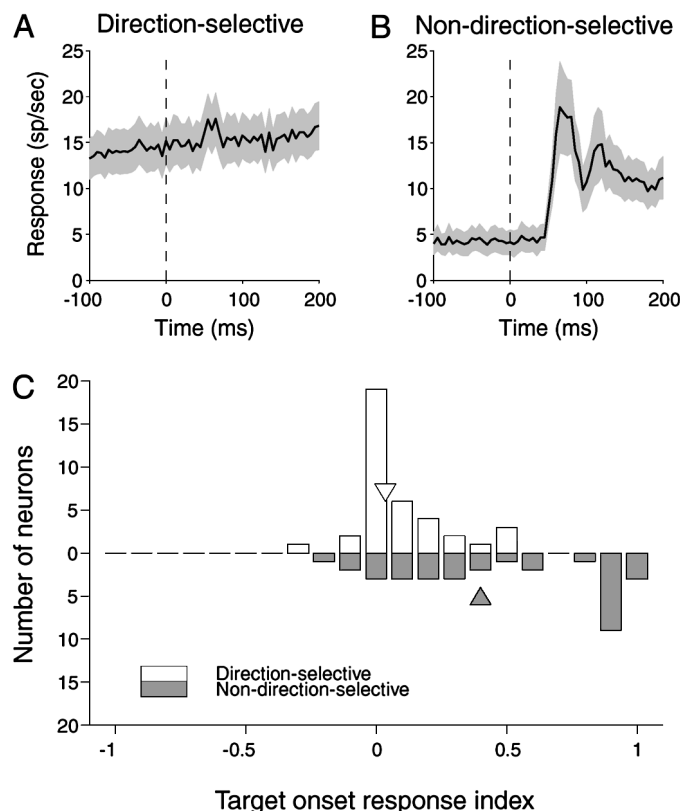 A Direction-selective
B Non-direction-selective
Response (sp/sec)
25
20
15
10
5
0
-100 0 100 200
Time (ms)
25
20
15
10
5
0
-100 0 100 200
Time (ms)
C
Number of neurons
20
15
10
5
0
5
10
15
20
Direction-selective
Non-direction-selective
-1 -0.5 0 0.5 1
Target onset response index